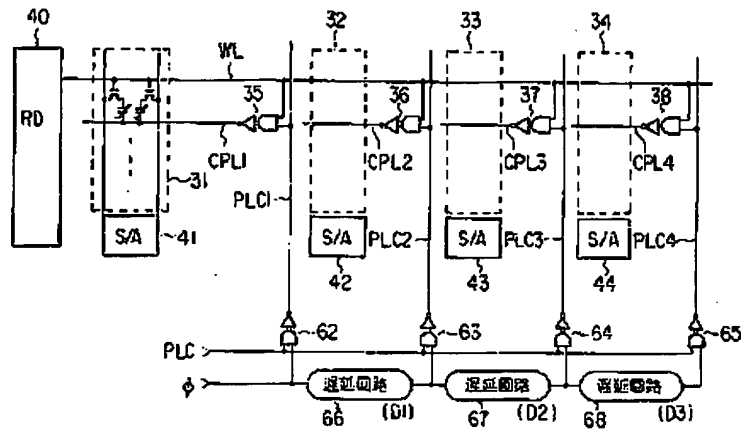 40
32
33
34
WL
35
36
37
38
RD
CPL1
CPL2
CPL3
CPL4
31
PLC1
S/A
41
S/A
PLC2
S/A
PLC3
S/A
PLC4
42
43
44
62
63
64
65
PLC
φ
遅延回路
遅延回路
遅延回路
66
(D1)
67
(D2)
68
(D3)